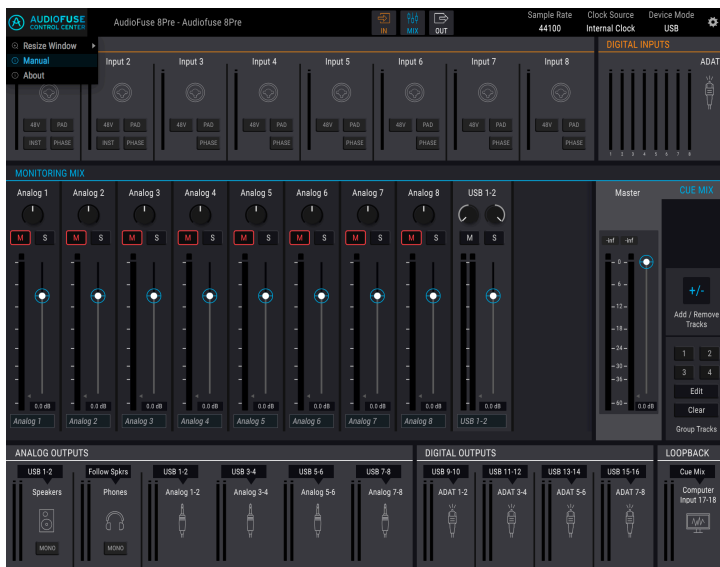 AUDIOFUSE
CONTROL CENTER
AudioFuse 8Pre - Audiofuse 8Pre
IN
MIX
OUT
Sample Rate
44100
Clock Source
Internal Clock
Device Mode
USB
Resize Window
Manual
About
DIGITAL INPUTS
Input 2
Input 3
Input 4
Input 5
Input 6
Input 7
Input 8
ADAT
48V PAD 48V PAD 48V PAD 48V PAD 48V PAD 48V PAD 48V PAD 48V PAD
INST PHASE INST PHASE PHASE PHASE PHASE PHASE PHASE PHASE
1 2 3 4 5 6 7 8
MONITORING MIX
CUE MIX
Analog 1 Analog 2 Analog 3 Analog 4 Analog 5 Analog 6 Analog 7 Analog 8 USB 1-2 Master
M S M S M S M S M S M S M S M S M S
-inf -inf
0
- 6
-12
-18
-24
-30
-36
-60
+/-
Add / Remove
Tracks
1 2
3 4
Edit
Clear
Group Tracks
0.0 dB 0.0 dB 0.0 dB 0.0 dB 0.0 dB 0.0 dB 0.0 dB 0.0 dB 0.0 dB 0.0 dB
Analog 1 Analog 2 Analog 3 Analog 4 Analog 5 Analog 6 Analog 7 Analog 8 USB 1-2
ANALOG OUTPUTS
DIGITAL OUTPUTS
LOOPBACK
USB 1-2 Follow Spkrs USB 1-2 USB 3-4 USB 5-6 USB 7-8 USB 9-10 USB 11-12 USB 13-14 USB 15-16 Cue Mix
Speakers Phones Analog 1-2 Analog 3-4 Analog 5-6 Analog 7-8 ADAT 1-2 ADAT 3-4 ADAT 5-6 ADAT 7-8 Computer
Input 17-18
MONO MONO